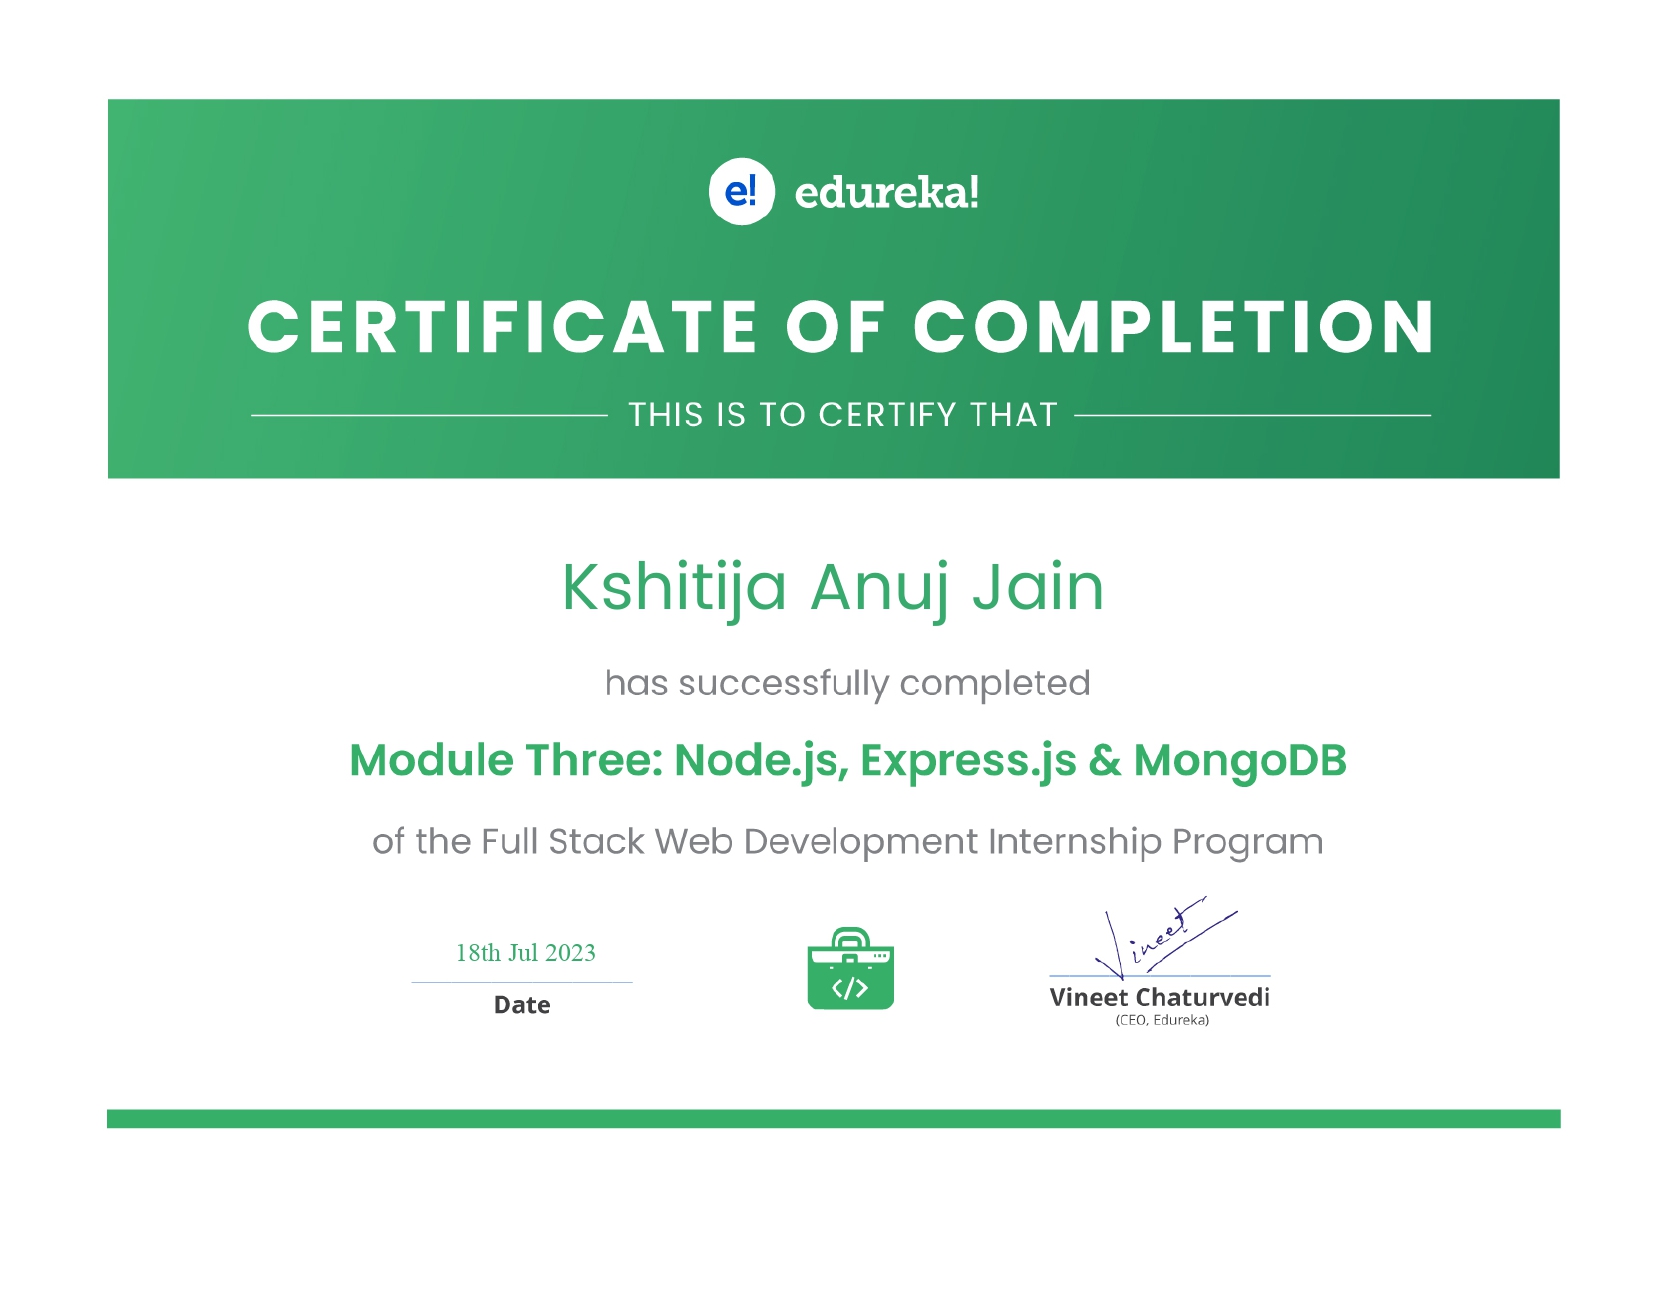 e! edureka!
CERTIFICATE OF COMPLETION
THIS IS TO CERTIFY THAT
Kshitija Anuj Jain
has successfully completed
Module Three: Node.js, Express.js & MongoDB
of the Full Stack Web Development Internship Program
18th Jul 2023
Date
</>
Vineet
Vineet Chaturvedi
(CEO, Edureka)